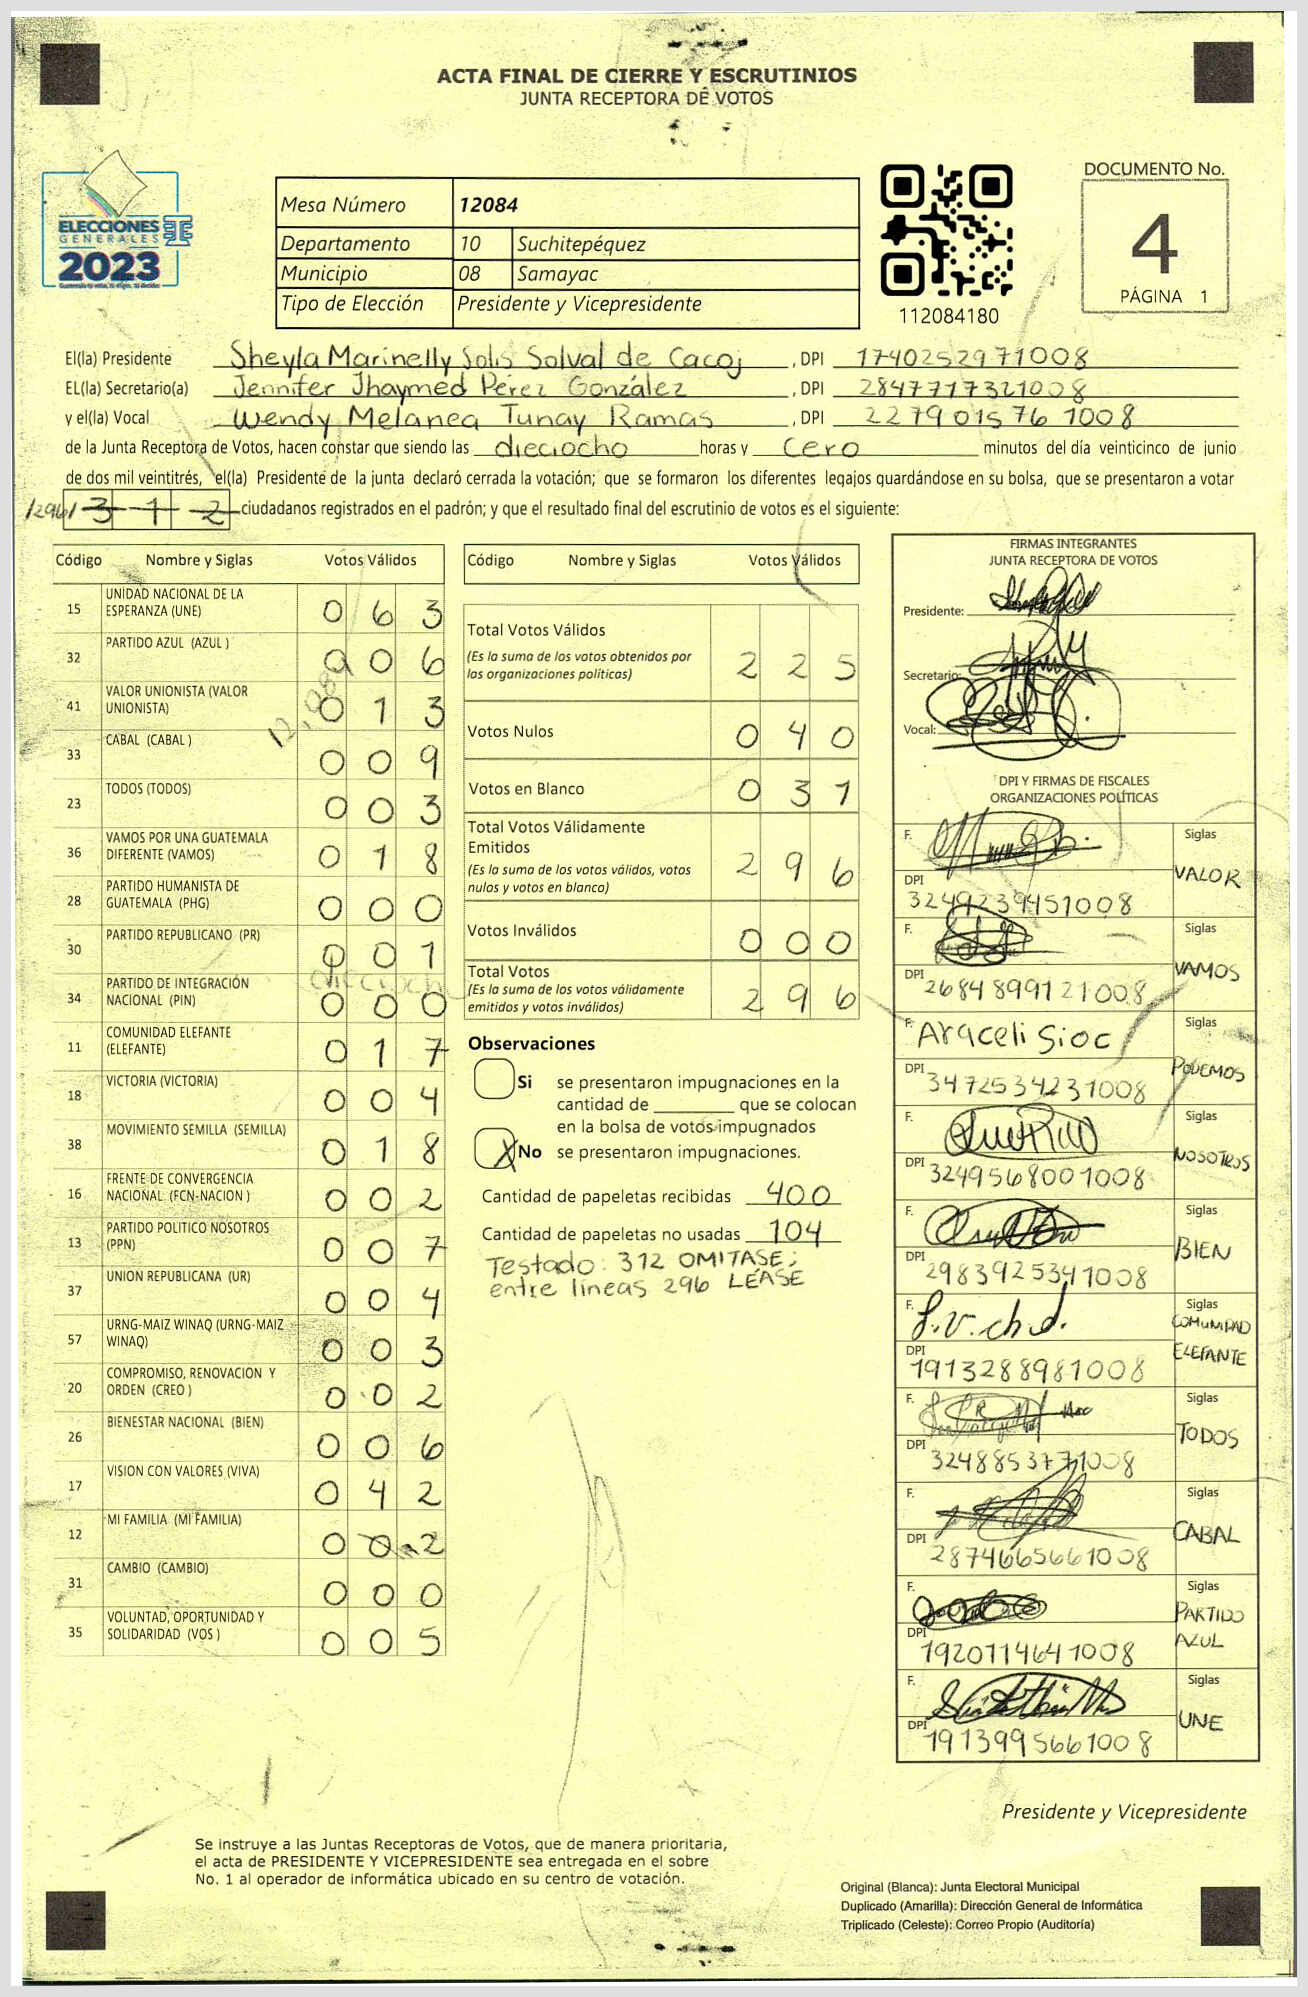 ACTA FINAL DE CIERRE Y ESCRUTINIOS
JUNTA RECEPTORA DE VOTOS
DOCUMENTO No.
4
PÁGINA 1
ELECCIONES
GENERALES
2023
Mesa Número 12084
Departamento 10 Suchitepéquez
Municipio 08 Samayac
Tipo de Elección Presidente y Vicepresidente
112084180
El(la) Presidente Sheyla Marinelly Solis Solval de Cacoj , DPI 1740252971008
EL(la) Secretario(a) Jennifer Jhaymed Pérez González , DPI 2847717321008
y el(la) Vocal Wendy Melanea Tunay Ramas , DPI 2279015761008
de la Junta Receptora de Votos, hacen constar que siendo las dieciocho horas y cero minutos del día veinticinco de junio
de dos mil veintitrés, el(la) Presidente de la junta declaró cerrada la votación; que se formaron los diferentes legajos guardándose en su bolsa, que se presentaron a votar
/296/ 3 1 2 ciudadanos registrados en el padrón; y que el resultado final del escrutinio de votos es el siguiente:
Código Nombre y Siglas Votos Válidos
15 UNIDAD NACIONAL DE LA ESPERANZA (UNE) 0 6 3
32 PARTIDO AZUL (AZUL ) 0 0 6
41 VALOR UNIONISTA (VALOR UNIONISTA) 0 1 3
33 CABAL (CABAL ) 0 0 9
23 TODOS (TODOS) 0 0 3
36 VAMOS POR UNA GUATEMALA DIFERENTE (VAMOS) 0 1 8
28 PARTIDO HUMANISTA DE GUATEMALA (PHG) 0 0 0
30 PARTIDO REPUBLICANO (PR) 0 0 1
34 PARTIDO DE INTEGRACIÓN NACIONAL (PIN) 0 0 0
11 COMUNIDAD ELEFANTE (ELEFANTE) 0 1 7
18 VICTORIA (VICTORIA) 0 0 4
38 MOVIMIENTO SEMILLA (SEMILLA) 0 1 8
16 FRENTE DE CONVERGENCIA NACIONAL (FCN-NACION ) 0 0 2
13 PARTIDO POLITICO NOSOTROS (PPN) 0 0 7
37 UNION REPUBLICANA (UR) 0 0 4
57 URNG-MAIZ WINAQ (URNG-MAIZ WINAQ) 0 0 3
20 COMPROMISO, RENOVACION Y ORDEN (CREO ) 0 0 2
26 BIENESTAR NACIONAL (BIEN) 0 0 6
17 VISION CON VALORES (VIVA) 0 4 2
12 MI FAMILIA (MI FAMILIA) 0 0 2
31 CAMBIO (CAMBIO) 0 0 0
35 VOLUNTAD, OPORTUNIDAD Y SOLIDARIDAD (VOS ) 0 0 5
Código Nombre y Siglas Votos Válidos
Total Votos Válidos
(Es la suma de los votos obtenidos por las organizaciones politicas) 2 2 5
Votos Nulos 0 4 0
Votos en Blanco 0 3 1
Total Votos Válidamente Emitidos
(Es la suma de los votos válidos, votos nulos y votos en blanco) 2 9 6
Votos Inválidos 0 0 0
Total Votos
(Es la suma de los votos válidamente emitidos y votos inválidos) 2 9 6
Observaciones
Si se presentaron impugnaciones en la
cantidad de ________ que se colocan
en la bolsa de votos impugnados
X No se presentaron impugnaciones.
Cantidad de papeletas recibidas 400
Cantidad de papeletas no usadas 104
Testado: 312 OMITASE;
entre líneas 296 LÉASE
FIRMAS INTEGRANTES
JUNTA RECEPTORA DE VOTOS
Presidente:
Secretario:
Vocal:
DPI Y FIRMAS DE FISCALES
ORGANIZACIONES POLÍTICAS
F. Siglas
VALOR
DPI 3249239451008
F. Siglas
VAMOS
DPI 2684899121008
F. Araceli Sioc Siglas
PODEMOS
DPI 3472534231008
F. Siglas
NOSOTROS
DPI 3249568001008
F. Siglas
BIEN
DPI 2983925341008
F. Siglas
COMUNIDAD
ELEFANTE
DPI 1913288981008
F. Siglas
TODOS
DPI 3248853771008
F. Siglas
CABAL
DPI 2874665661008
F. Siglas
PARTIDO
AZUL
DPI 1920114641008
F. Siglas
UNE
DPI 1913995661008
Presidente y Vicepresidente
Se instruye a las Juntas Receptoras de Votos, que de manera prioritaria,
el acta de PRESIDENTE Y VICEPRESIDENTE sea entregada en el sobre
No. 1 al operador de informática ubicado en su centro de votación.
Original (Blanca): Junta Electoral Municipal
Duplicado (Amarilla): Dirección General de Informática
Triplicado (Celeste): Correo Propio (Auditoría)